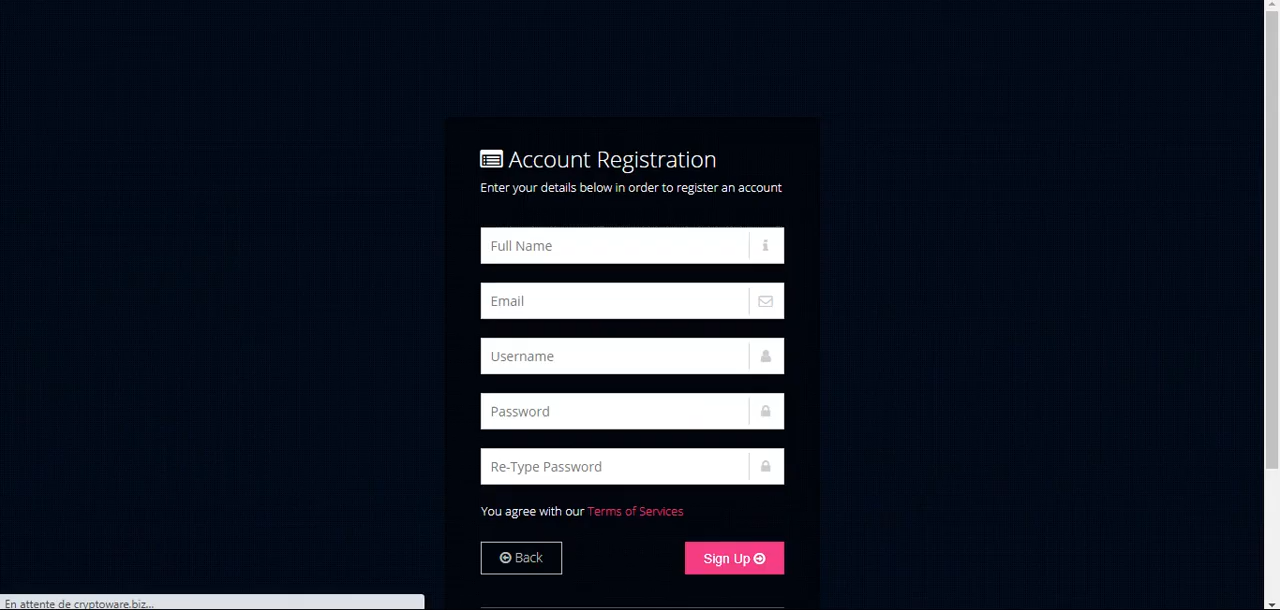 Account Registration
Enter your details below in order to register an account
Full Name
Email
Username
Password
Re-Type Password
You agree with our Terms of Services
Back
Sign Up
En attente de cryptoware.biz...